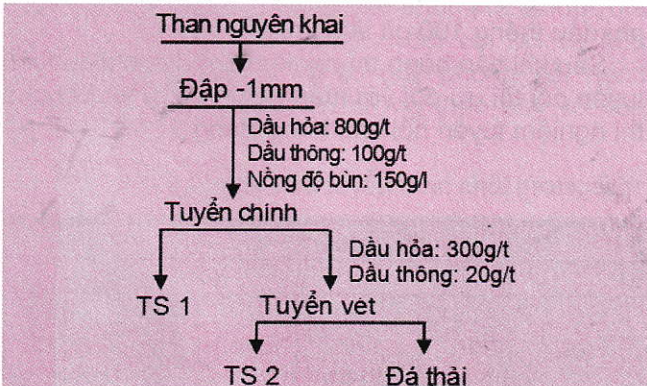 Than nguyên khai
Đập -1mm
Dầu hỏa: 800g/t
Dầu thông: 100g/t
Nồng độ bùn: 150g/l
Tuyển chính
Dầu hỏa: 300g/t
Dầu thông: 20g/t
TS 1
Tuyển vét
TS 2
Đá thải